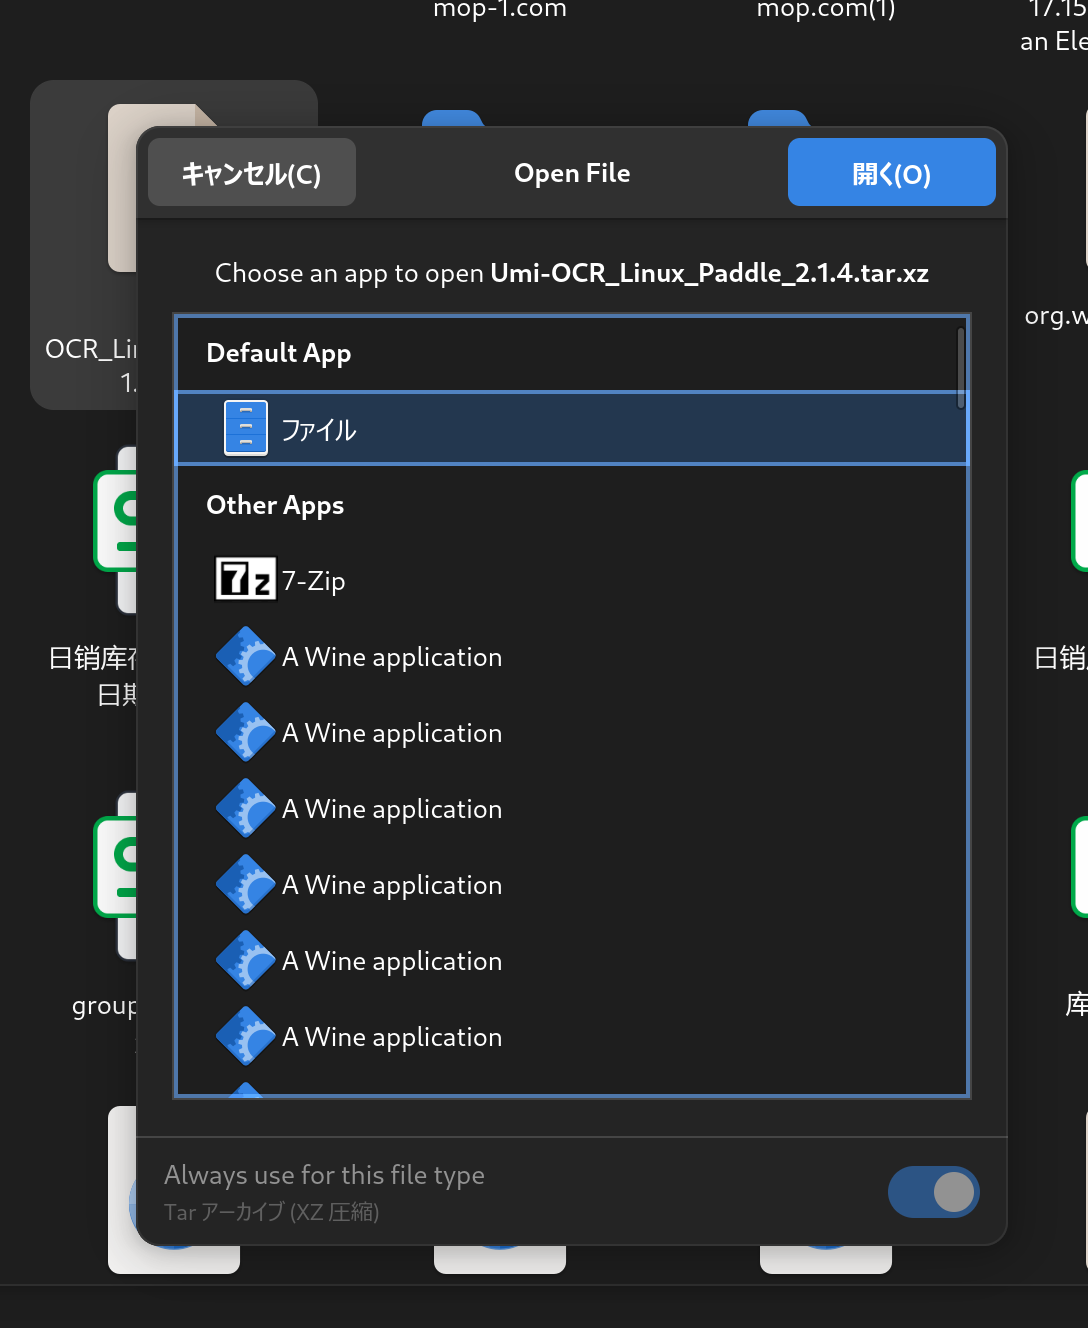 mop-1.com
mop.com(1)
17.15
an Ele
キャンセル(C)
Open File
開く(O)
Choose an app to open Umi-OCR_Linux_Paddle_2.1.4.tar.xz
Default App
ファイル
Other Apps
7-Zip
A Wine application
A Wine application
A Wine application
A Wine application
A Wine application
A Wine application
Always use for this file type
Tar アーカイブ (XZ 圧縮)
OCR_Li
1.
org.w
日销库
日期
日销
group
库